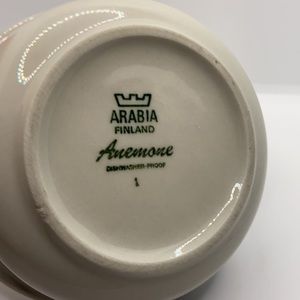 ARABIA
FINLAND
Anemone
DISHWASHER-PROOF
1